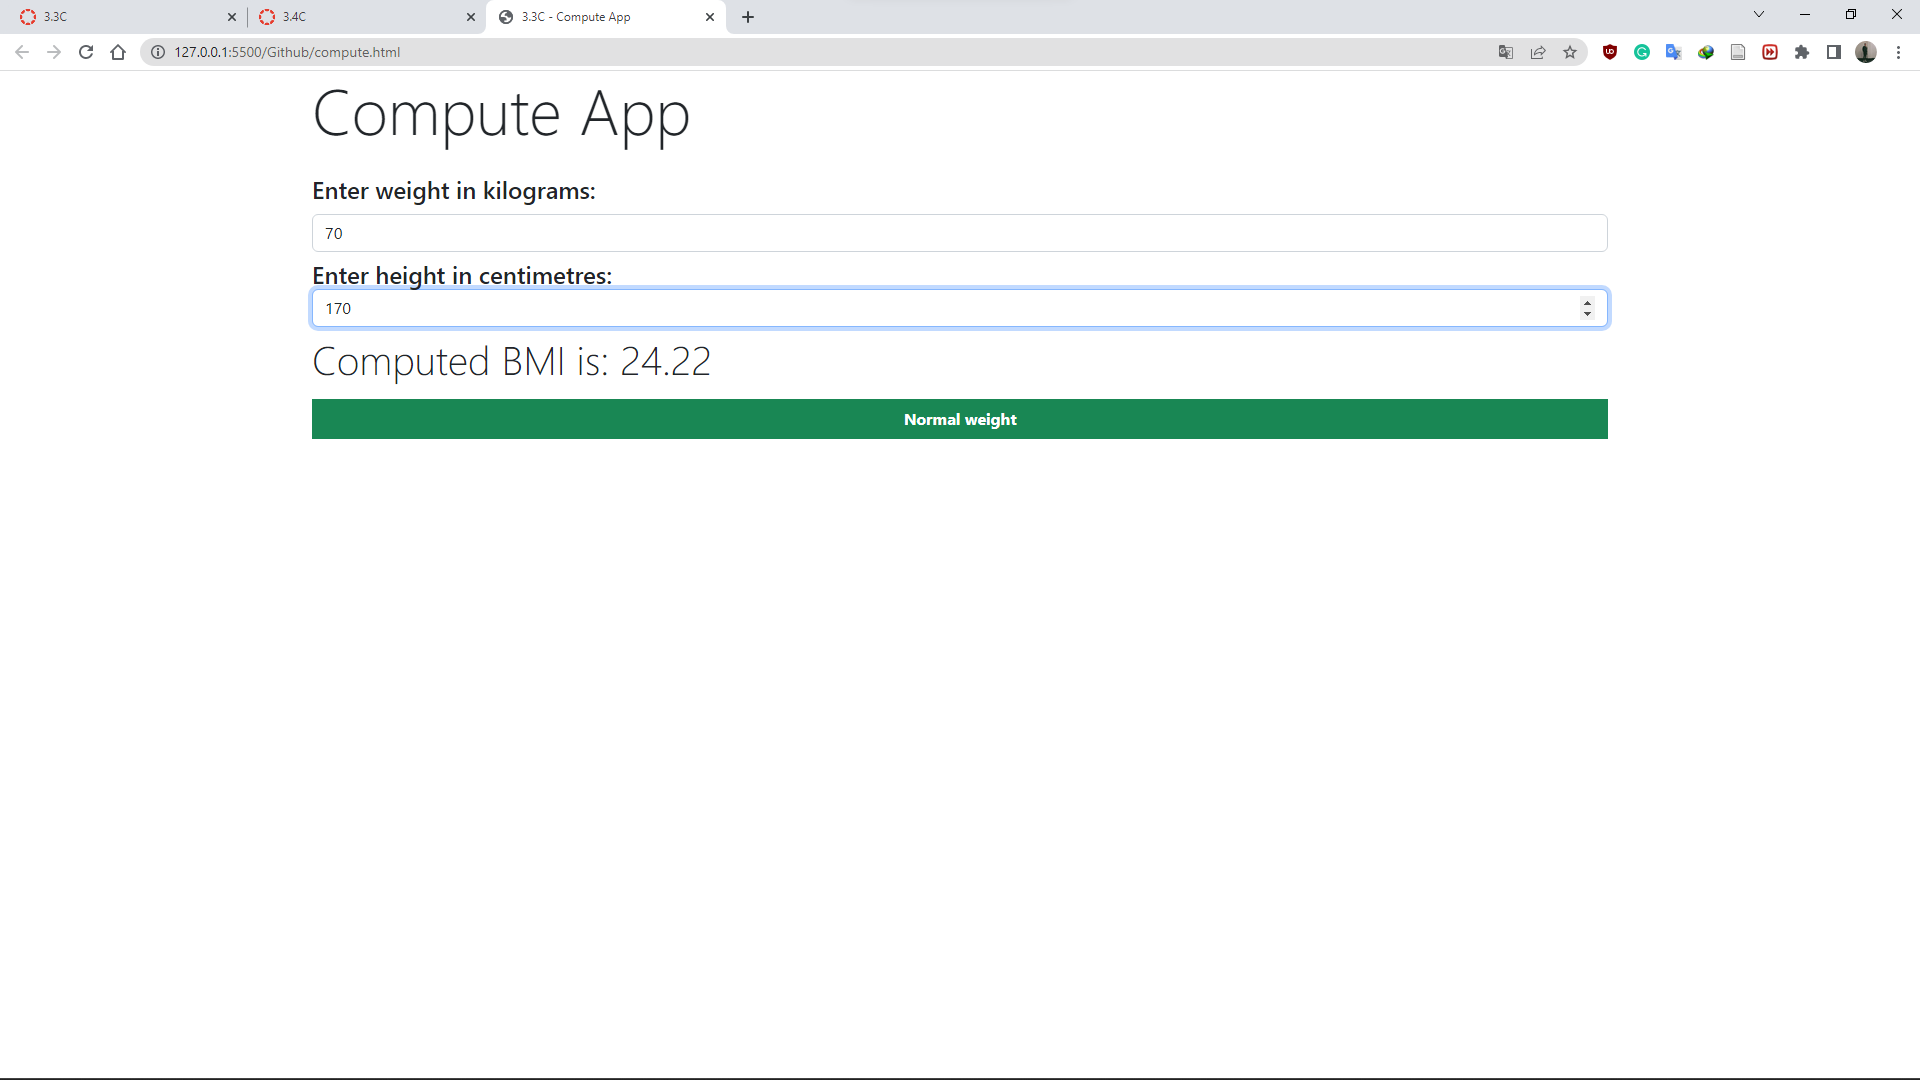 3.3C
3.4C
3.3C - Compute App
127.0.0.1:5500/Github/compute.html
Compute App
Enter weight in kilograms:
70
Enter height in centimetres:
170
Computed BMI is: 24.22
Normal weight